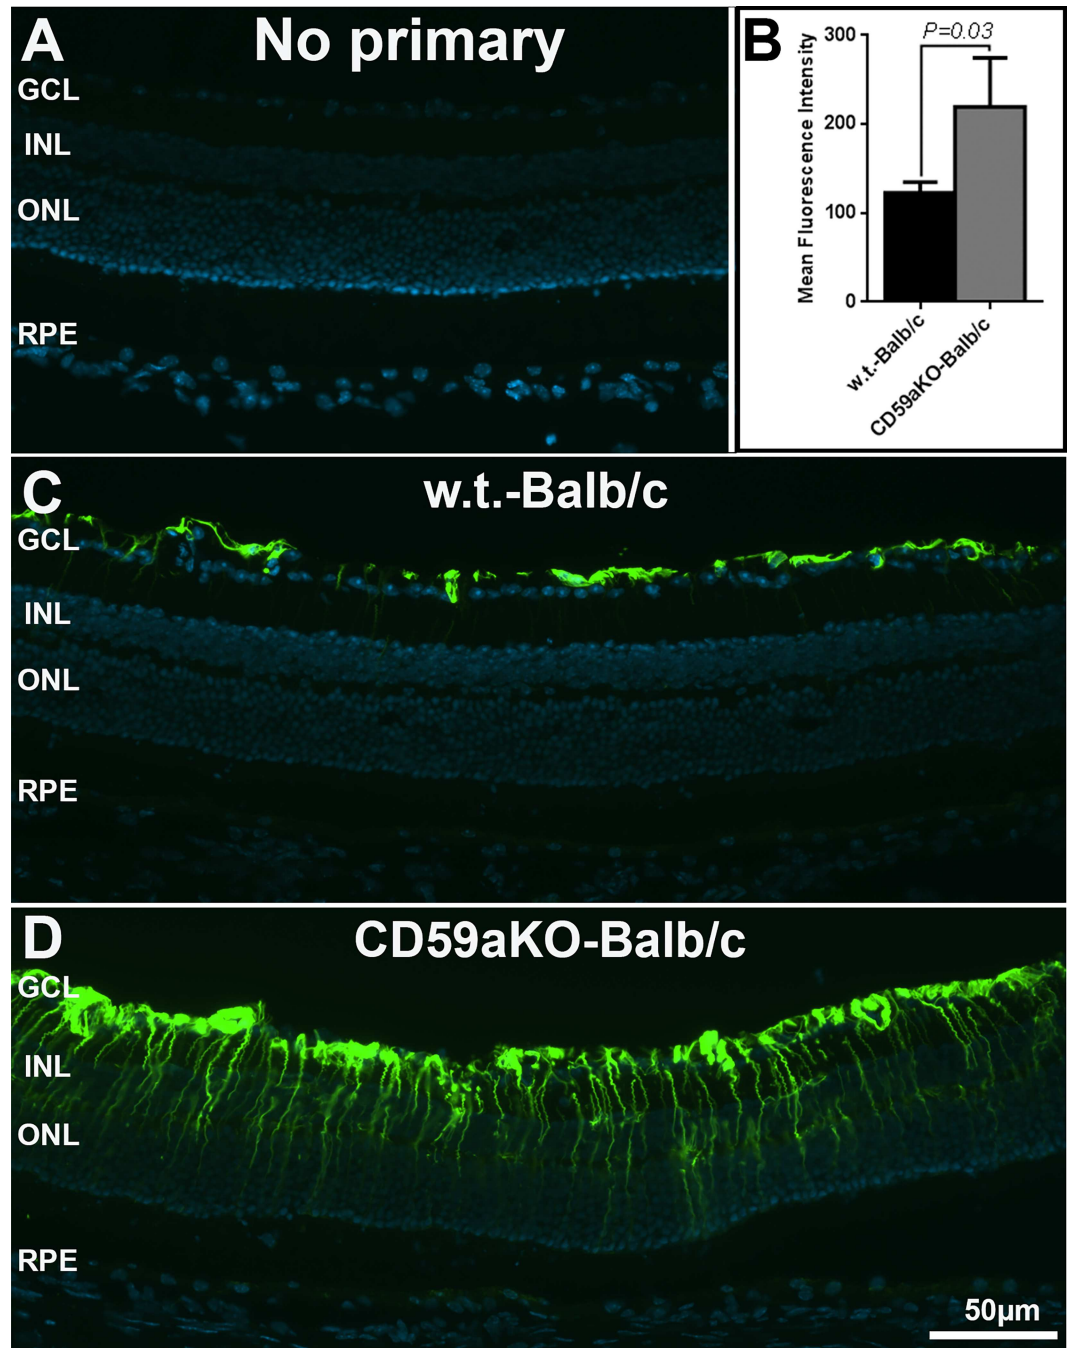 A
No primary
GCL
INL
ONL
RPE
B
P=0.03
Mean Fluorescence Intensity
300
200
100
0
w.t.-Balb/c
CD59aKO-Balb/c
C
w.t.-Balb/c
GCL
INL
ONL
RPE
D
CD59aKO-Balb/c
GCL
INL
ONL
RPE
50µm